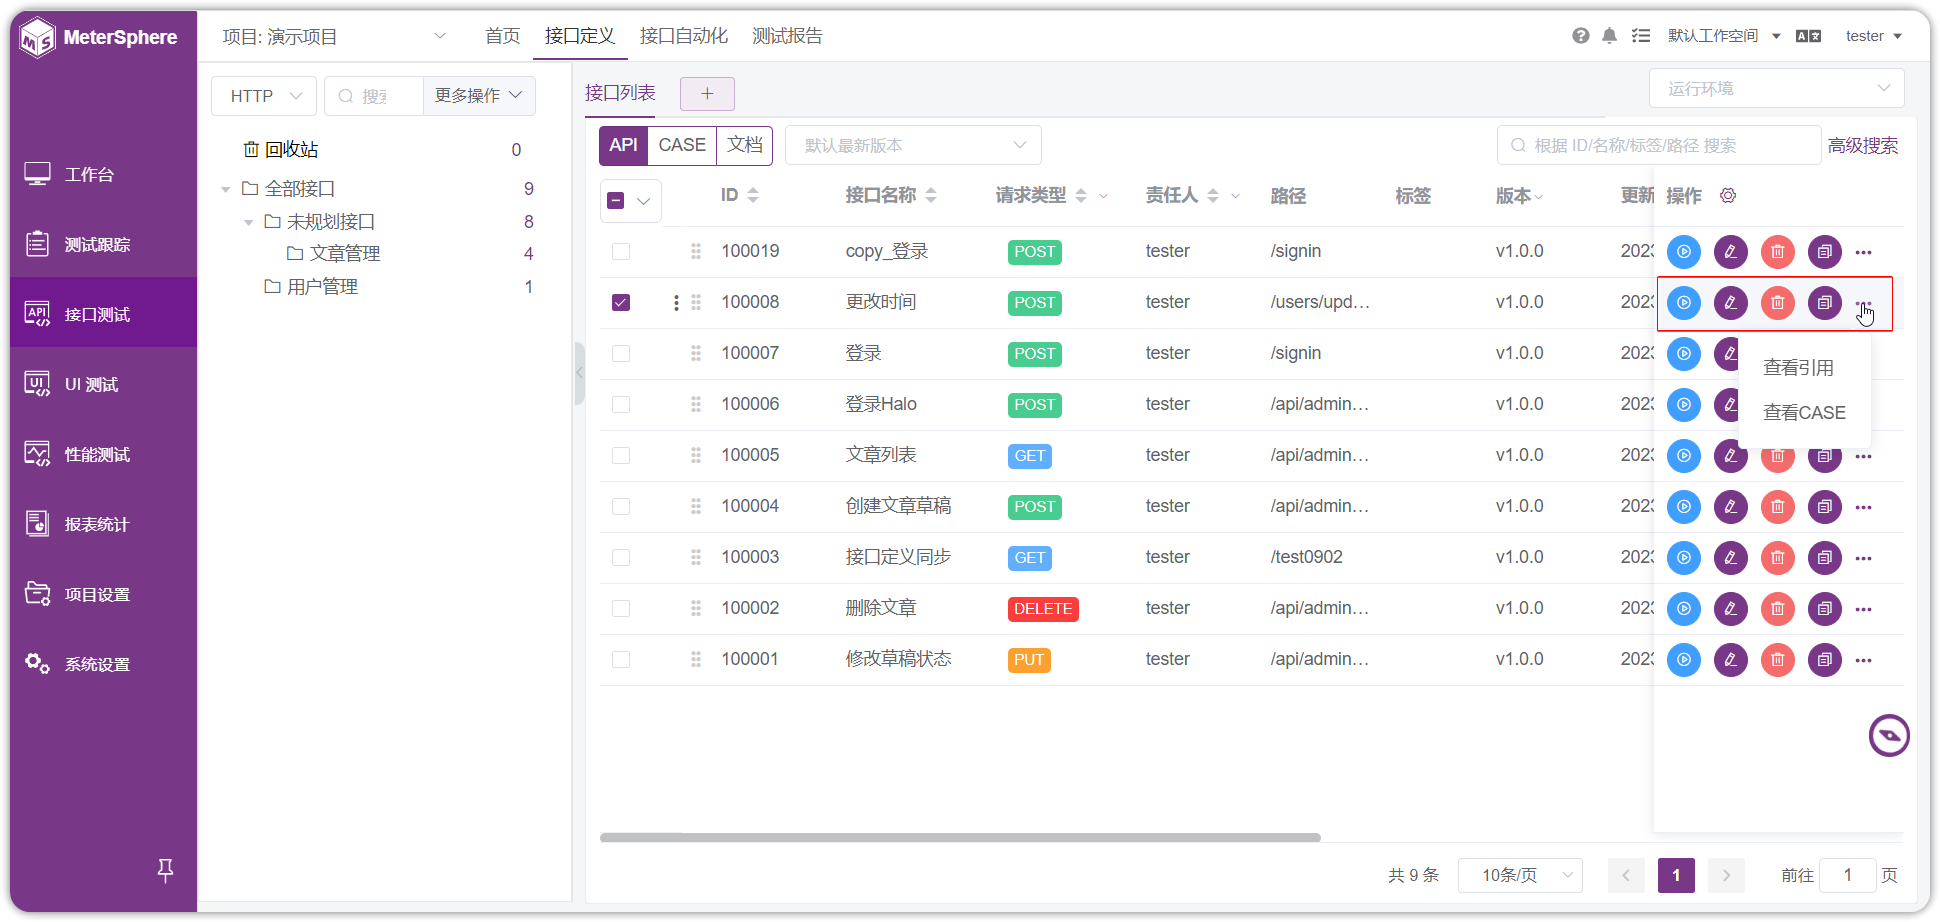 MeterSphere
项目: 演示项目
首页
接口定义
接口自动化
测试报告
默认工作空间
tester
工作台
测试跟踪
接口测试
UI 测试
性能测试
报表统计
项目设置
系统设置
HTTP
更多操作
回收站 0
全部接口 9
未规划接口 8
文章管理 4
用户管理 1
接口列表
+
运行环境
API CASE 文档
默认最新版本
根据 ID/名称/标签/路径 搜索
高级搜索
ID 接口名称 请求类型 责任人 路径 标签 版本 更新 操作
100019 copy_登录 POST tester /signin v1.0.0 2023
100008 更改时间 POST tester /users/upd... v1.0.0 2023
100007 登录 POST tester /signin v1.0.0 2023
查看引用
100006 登录Halo POST tester /api/admin... v1.0.0 2023
查看CASE
100005 文章列表 GET tester /api/admin... v1.0.0 2023
100004 创建文章草稿 POST tester /api/admin... v1.0.0 2023
100003 接口定义同步 GET tester /test0902 v1.0.0 2023
100002 删除文章 DELETE tester /api/admin... v1.0.0 2023
100001 修改草稿状态 PUT tester /api/admin... v1.0.0 2023
共 9 条
10条/页
1
前往 1 页